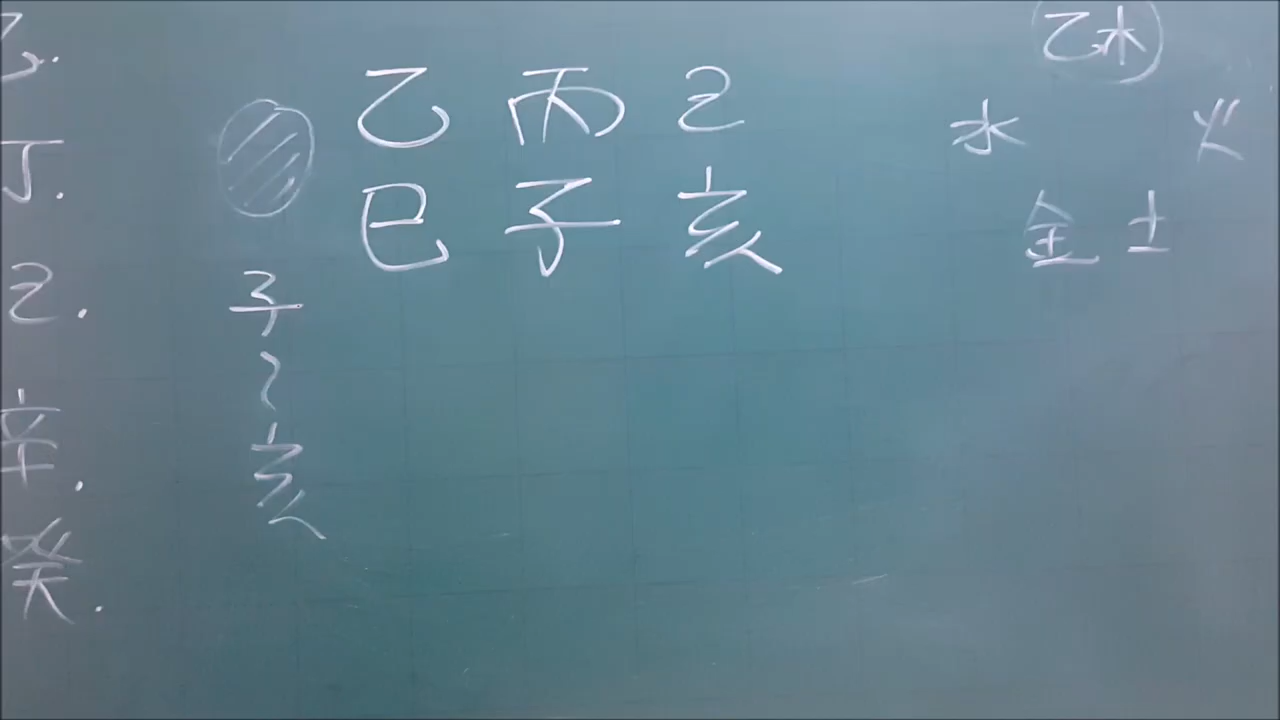 乙.
丁.
己.
辛.
癸.
乙 丙 己
巳 子 亥
子
~
亥
乙木
水 火
金 土